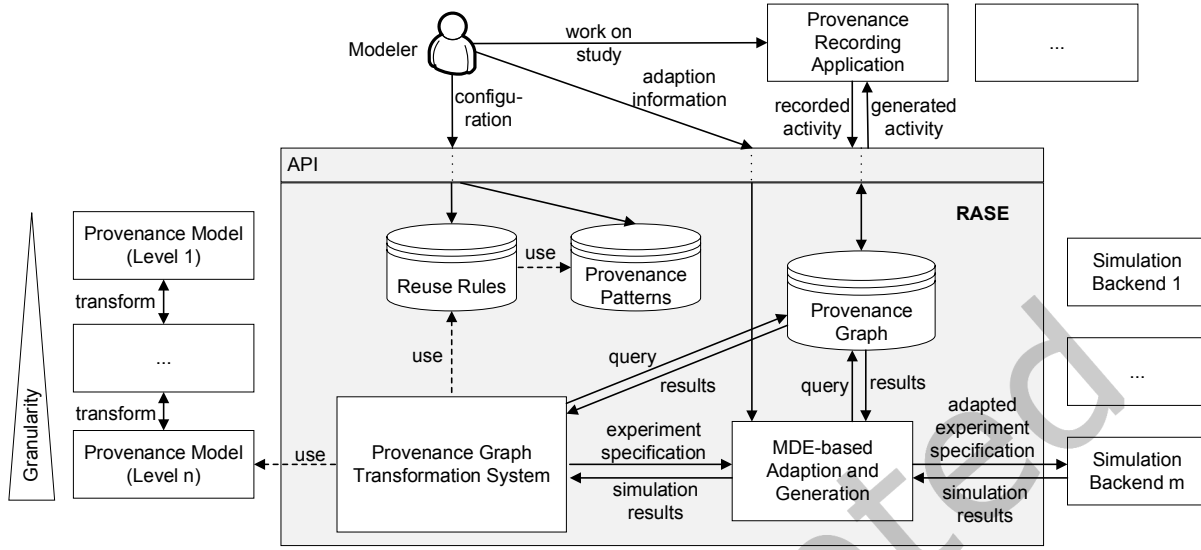 Modeler
work on
study
Provenance
Recording
Application
...
configu-
ration
adaption
information
recorded
activity
generated
activity
API
RASE
Granularity
Provenance Model
(Level 1)
transform
...
transform
Provenance Model
(Level n)
Reuse Rules
use
Provenance
Patterns
Provenance
Graph
Simulation
Backend 1
...
use
query
results
query
results
use
Provenance Graph
Transformation System
experiment
specification
simulation
results
MDE-based
Adaption and
Generation
adapted
experiment
specification
simulation
results
Simulation
Backend m